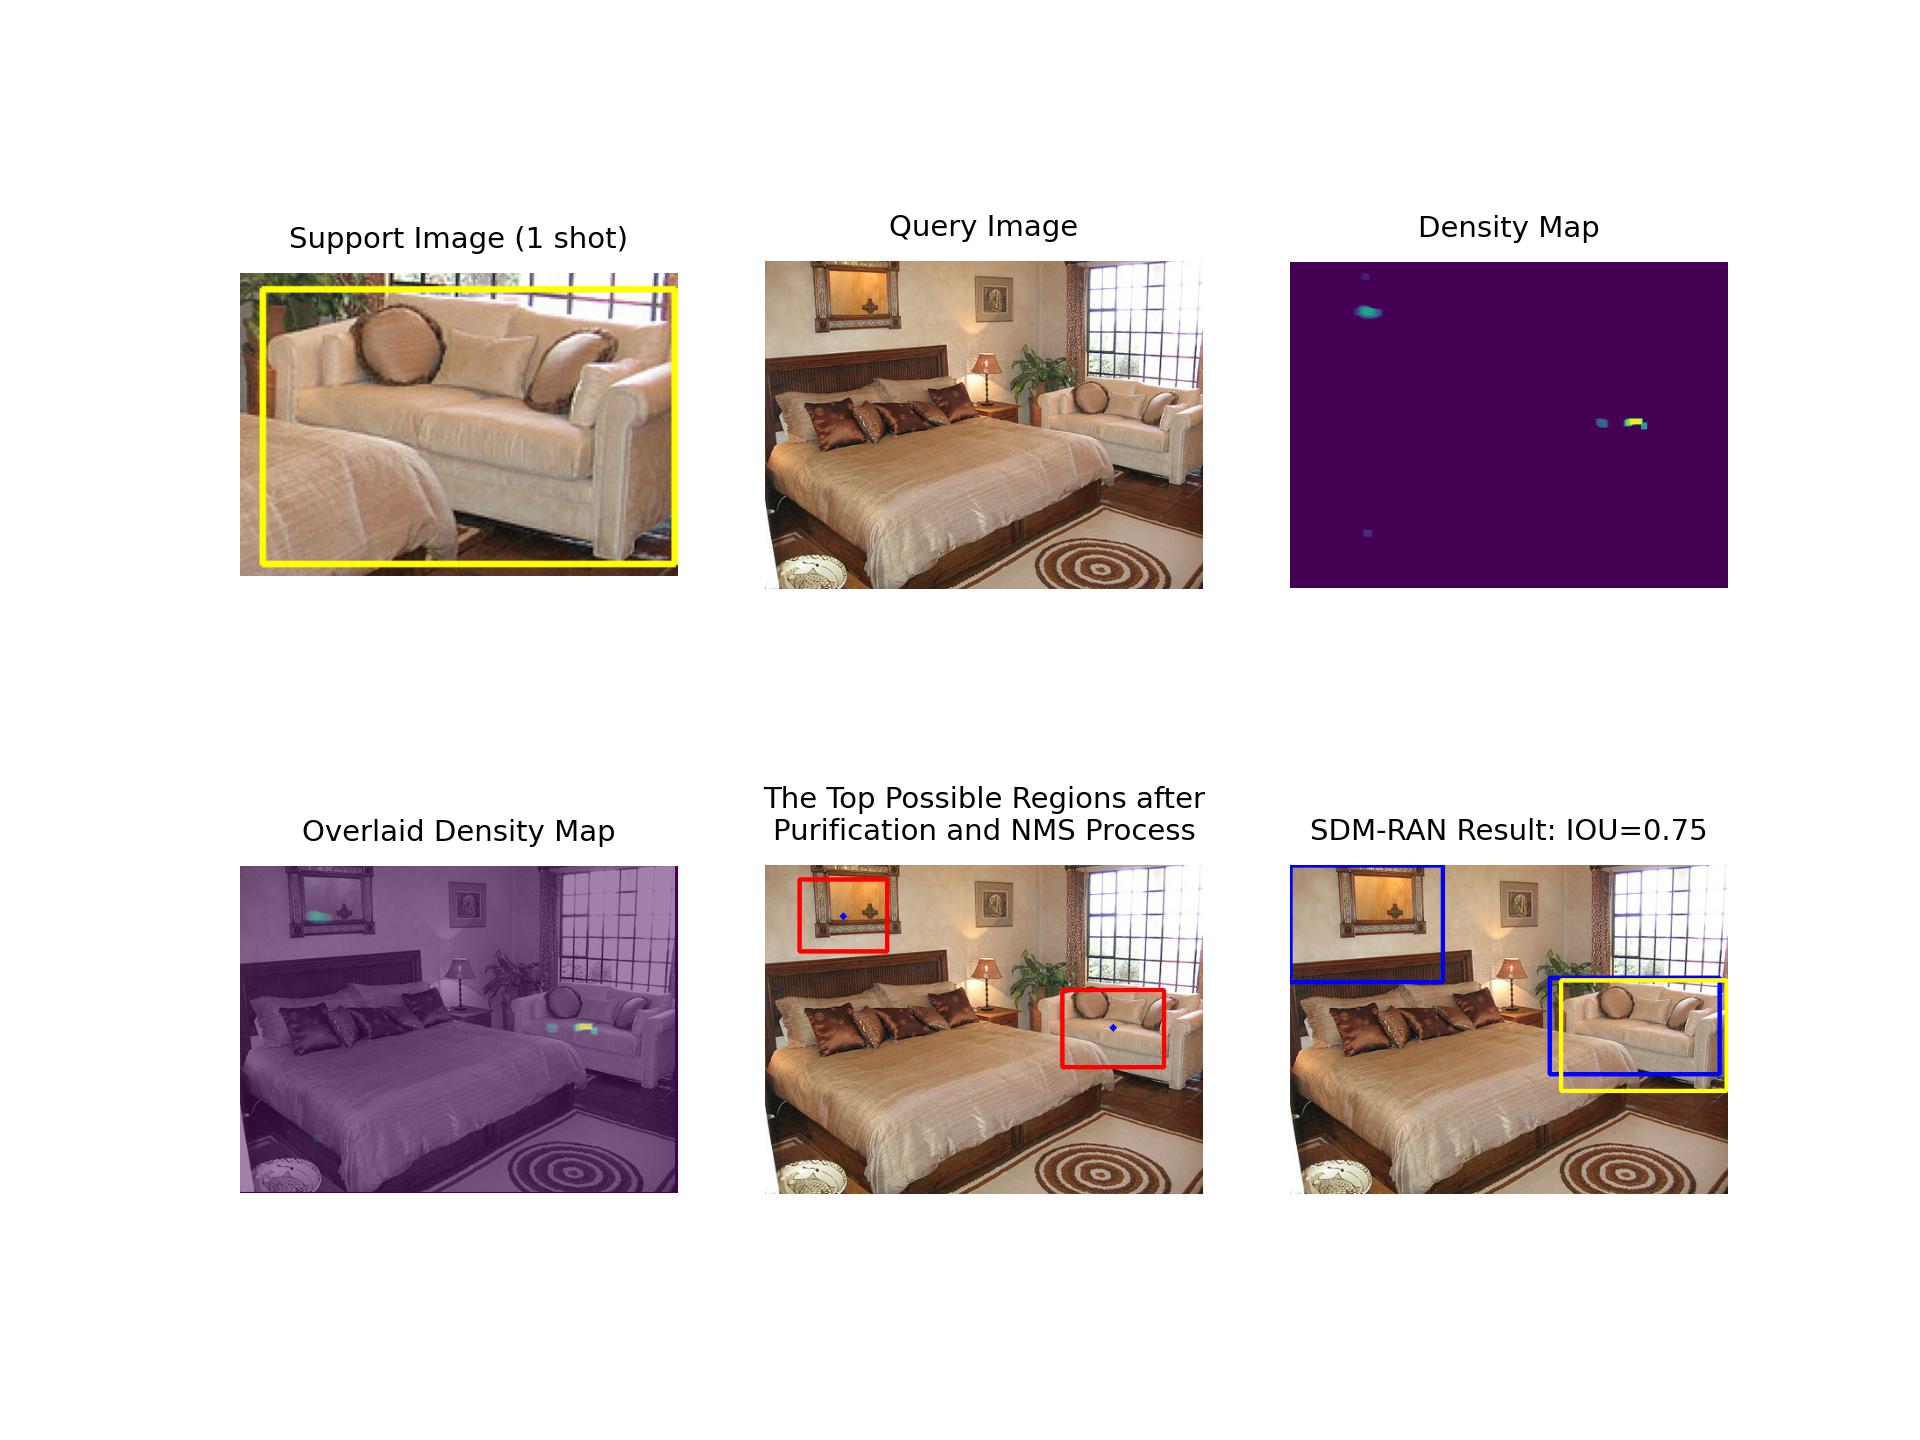 Support Image (1 shot)
Query Image
Density Map
Overlaid Density Map
The Top Possible Regions after
Purification and NMS Process
SDM-RAN Result: IOU=0.75